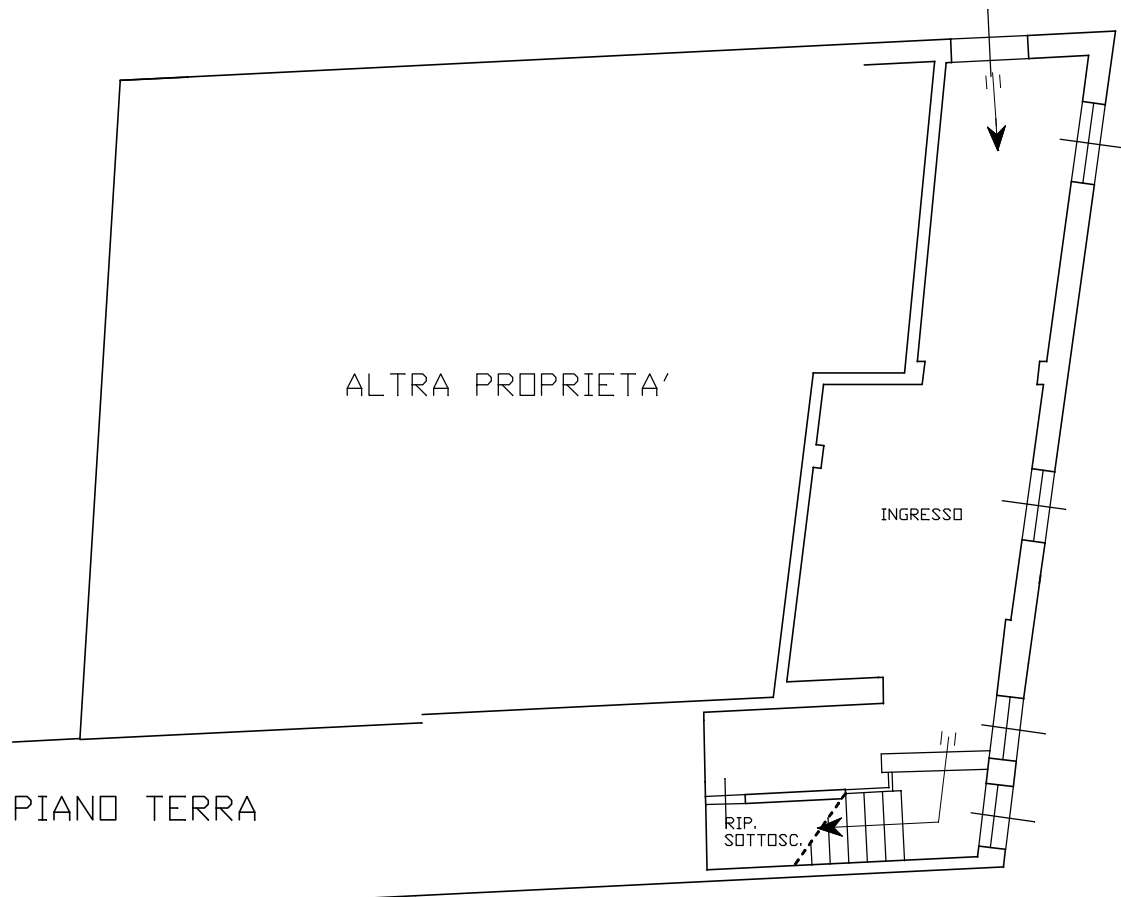 ALTRA PROPRIETA'
INGRESSO
PIANO TERRA
RIP.
SOTTOSC.